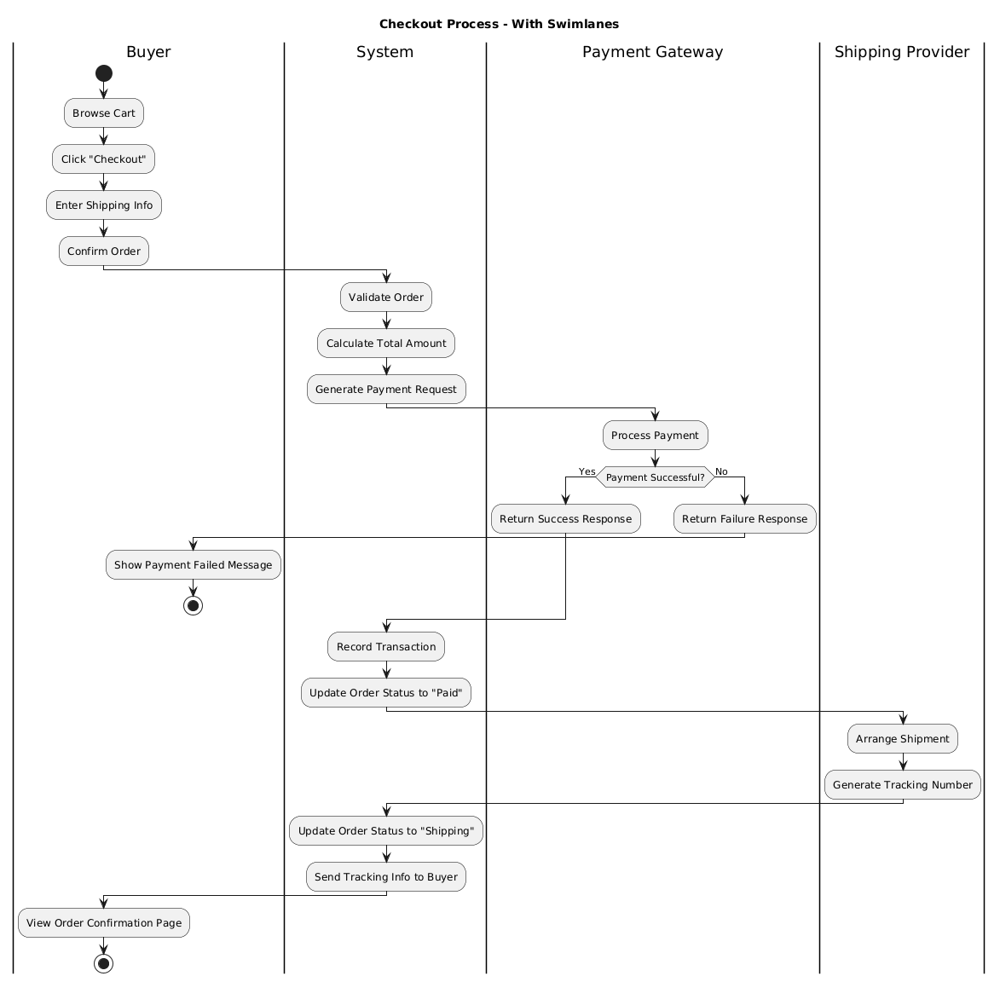 Checkout Process - With Swimlanes
Buyer
System
Payment Gateway
Shipping Provider
Browse Cart
Click "Checkout"
Enter Shipping Info
Confirm Order
Validate Order
Calculate Total Amount
Generate Payment Request
Process Payment
Yes
Payment Successful?
No
Return Success Response
Return Failure Response
Show Payment Failed Message
Record Transaction
Update Order Status to "Paid"
Arrange Shipment
Generate Tracking Number
Update Order Status to "Shipping"
Send Tracking Info to Buyer
View Order Confirmation Page